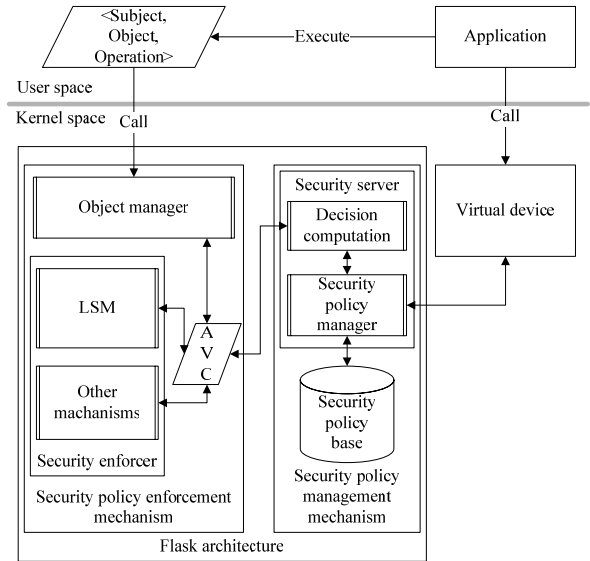 <Subject,
Object,
Operation>
Execute
Application
User space
Kernel space
Call
Call
Object manager
Security server
Decision
computation
Virtual device
LSM
Security
policy
manager
A
V
C
Other
machanisms
Security
policy
base
Security enforcer
Security policy enforcement
mechanism
Security policy
management
mechanism
Flask architecture